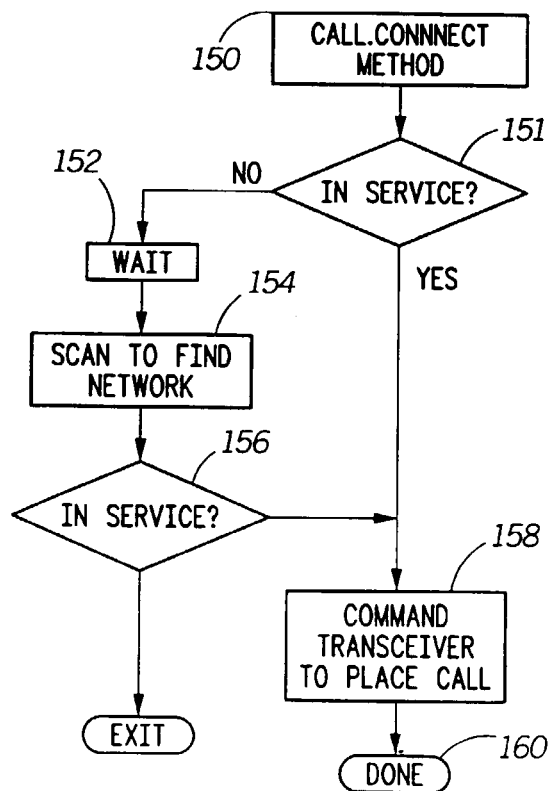 150
CALL.CONNNECT
METHOD
151
IN SERVICE?
NO
YES
152
WAIT
154
SCAN TO FIND
NETWORK
156
IN SERVICE?
158
COMMAND
TRANSCEIVER
TO PLACE CALL
EXIT
160
DONE